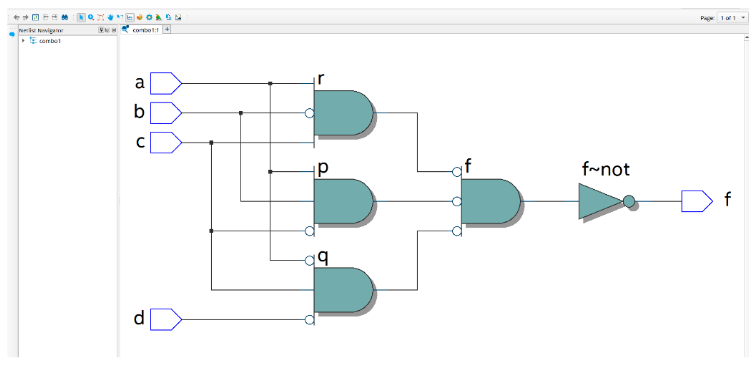 Page: 1 of 1
Netlist Navigator
combo1:1
combo1
a
r
b
c
p
f
f~not
f
q
d